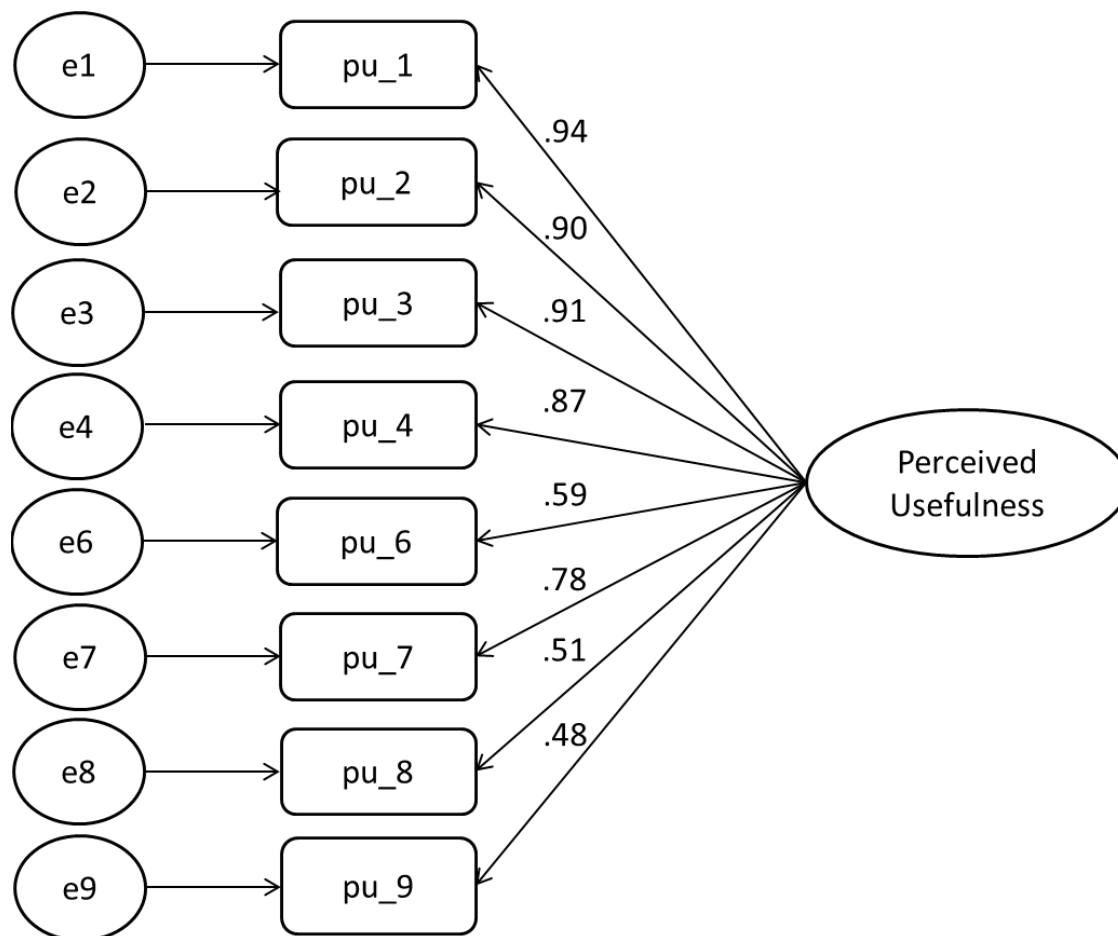 e1
pu_1
.94
e2
pu_2
.90
e3
pu_3
.91
e4
pu_4
.87
Perceived
Usefulness
e6
pu_6
.59
e7
pu_7
.78
e8
pu_8
.51
e9
pu_9
.48